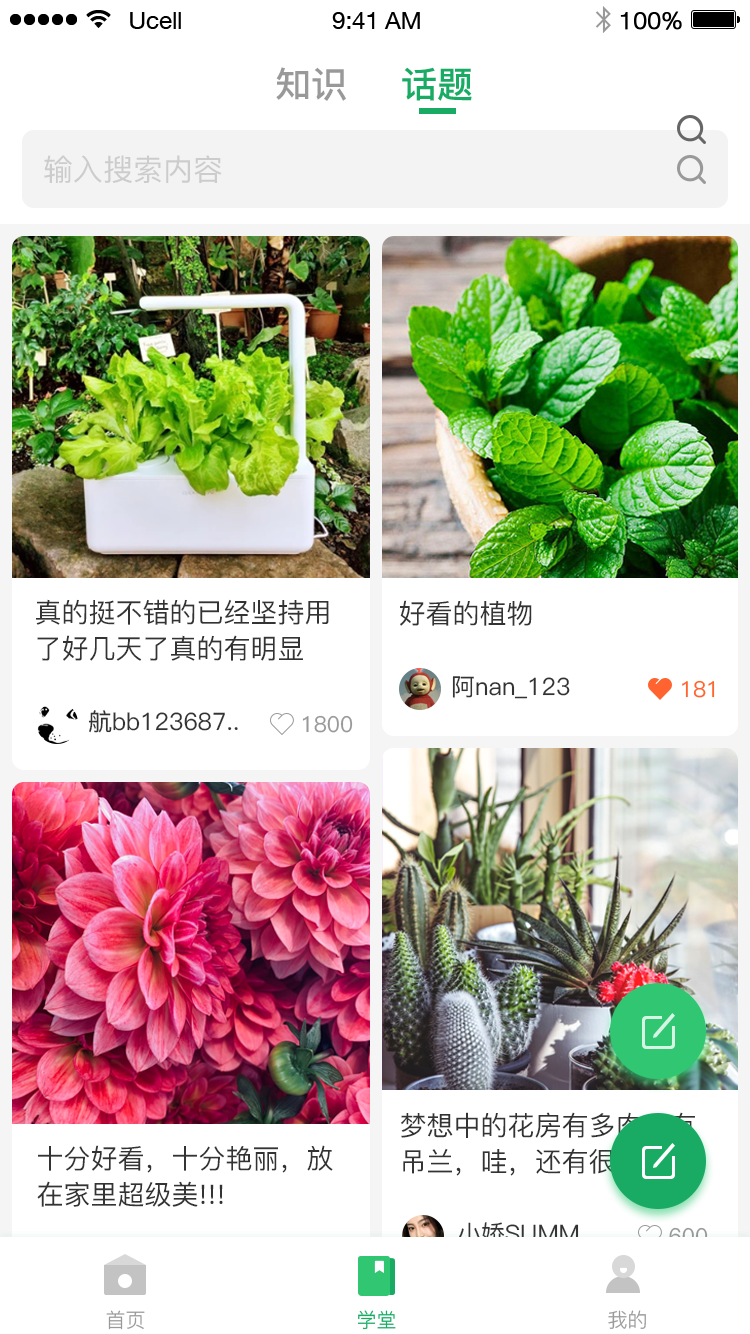 Ucell 9:41 AM 100%
知识 话题
输入搜索内容
真的挺不错的已经坚持用
了好几天了真的有明显
航bb123687.. 1800
好看的植物
阿nan_123 181
十分好看，十分艳丽，放
在家里超级美!!!
梦想中的花房有多肉
吊兰，哇，还有很
小娇SUMM 600
首页 学堂 我的